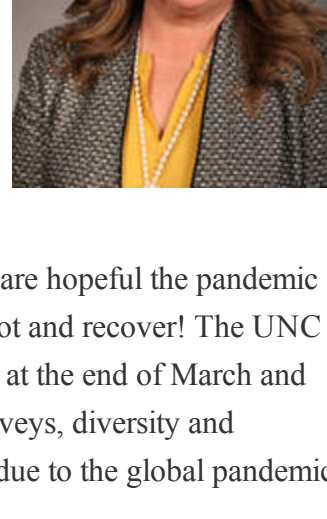 are hopeful the pandemic
ot and recover! The UNC
at the end of March and
veys, diversity and
due to the global pandemic